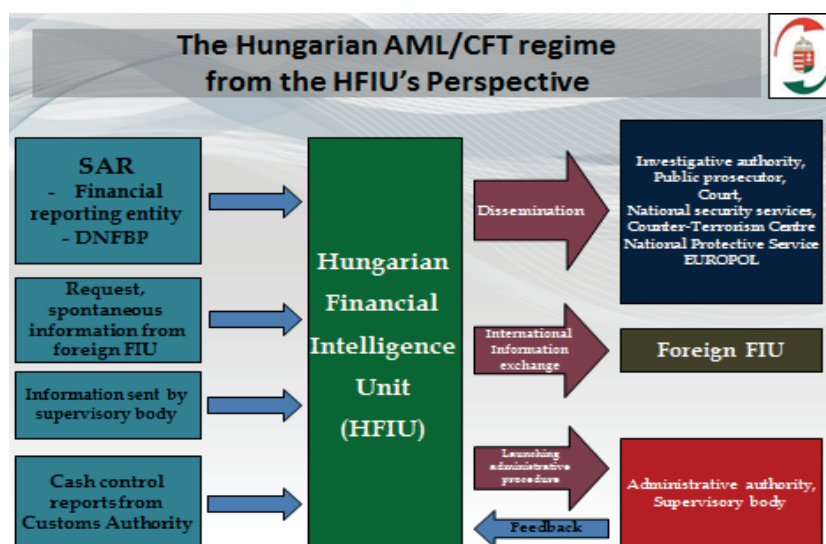 The Hungarian AML/CFT regime
from the HFIU's Perspective
SAR
- Financial
reporting entity
- DNFBP
Request,
spontaneous
information from
foreign FIU
Information sent by
supervisory body
Cash control
reports from
Customs Authority
Hungarian
Financial
Intelligence
Unit
(HFIU)
Dissemination
International
Information
exchange
Launching
administrative
procedure
Feedback
Investigative authority,
Public prosecutor,
Court,
National security services,
Counter-Terrorism Centre
National Protective Service
EUROPOL
Foreign FIU
Administrative authority,
Supervisory body